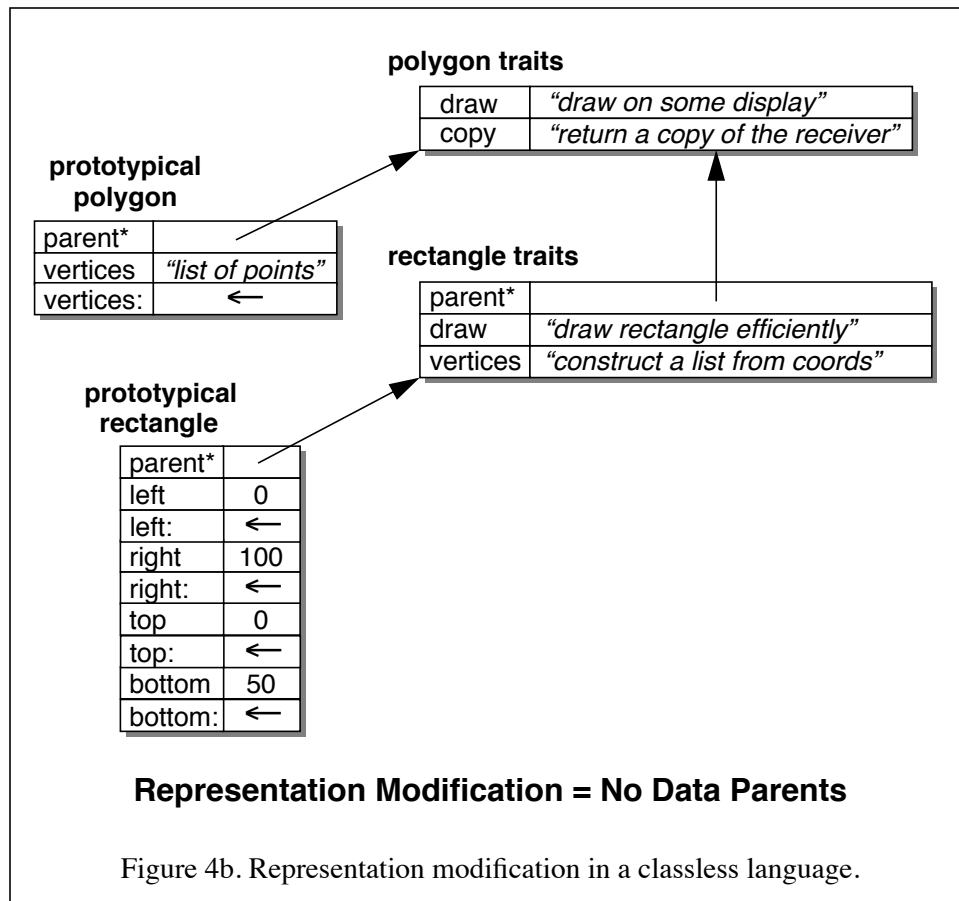 polygon traits
draw “draw on some display”
copy “return a copy of the receiver”
prototypical
polygon
parent*
vertices “list of points”
vertices: ←
rectangle traits
parent*
draw “draw rectangle efficiently”
vertices “construct a list from coords”
prototypical
rectangle
parent*
left 0
left: ←
right 100
right: ←
top 0
top: ←
bottom 50
bottom: ←
Representation Modification = No Data Parents
Figure 4b. Representation modification in a classless language.